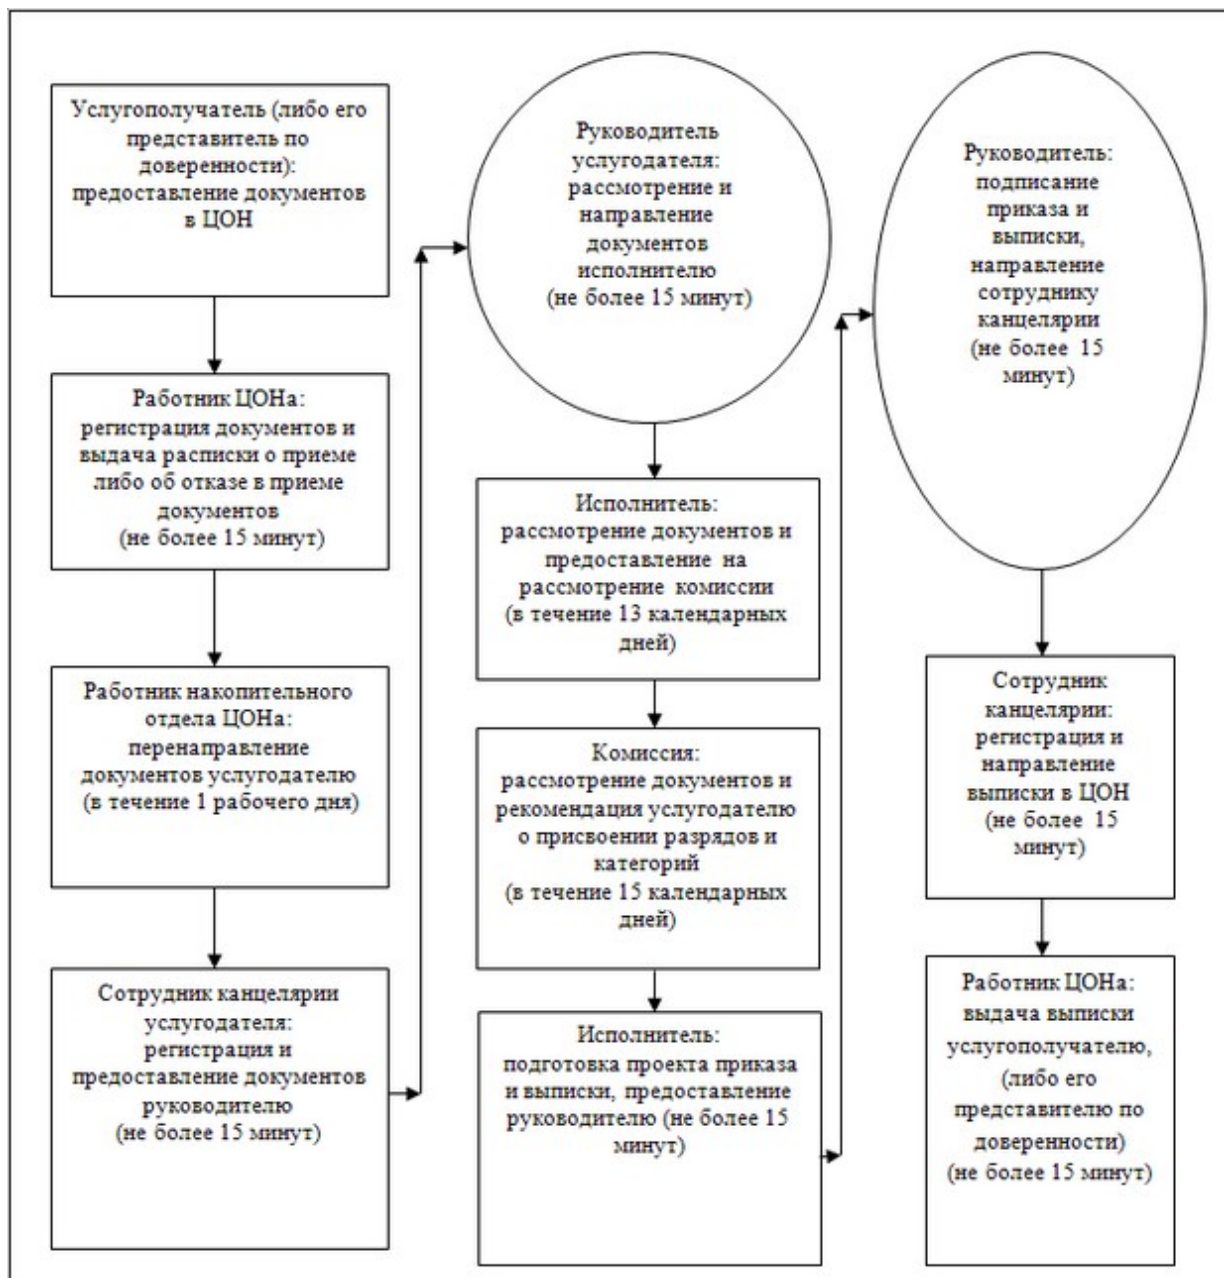 Услугополучатель (либо его
представитель по
доверенности):
предоставление документов
в ЦОН
Работник ЦОНа:
регистрация документов и
выдача расписки о приеме
либо об отказе в приеме
документов
(не более 15 минут)
Работник накопительного
отдела ЦОНа:
перенаправление
документов услугодателю
(в течение 1 рабочего дня)
Сотрудник канцелярии
услугодателя:
регистрация и
предоставление документов
руководителю
(не более 15 минут)
Руководитель
услугодателя:
рассмотрение и
направление
документов
исполнителю
(не более 15 минут)
Исполнитель:
рассмотрение документов и
предоставление на
рассмотрение комиссии
(в течение 13 календарных
дней)
Комиссия:
рассмотрение документов и
рекомендация услугодателю
о присвоении разрядов и
категорий
(в течение 15 календарных
дней)
Исполнитель:
подготовка проекта приказа
и выписки, предоставление
руководителю (не более 15
минут)
Руководитель:
подписание
приказа и
выписки,
направление
сотруднику
канцелярии
(не более 15
минут)
Сотрудник
канцелярии:
регистрация и
направление
выписки в ЦОН
(не более 15
минут)
Работник ЦОНа:
выдача выписки
услугополучателю,
(либо его
представителю по
доверенности)
(не более 15 минут)